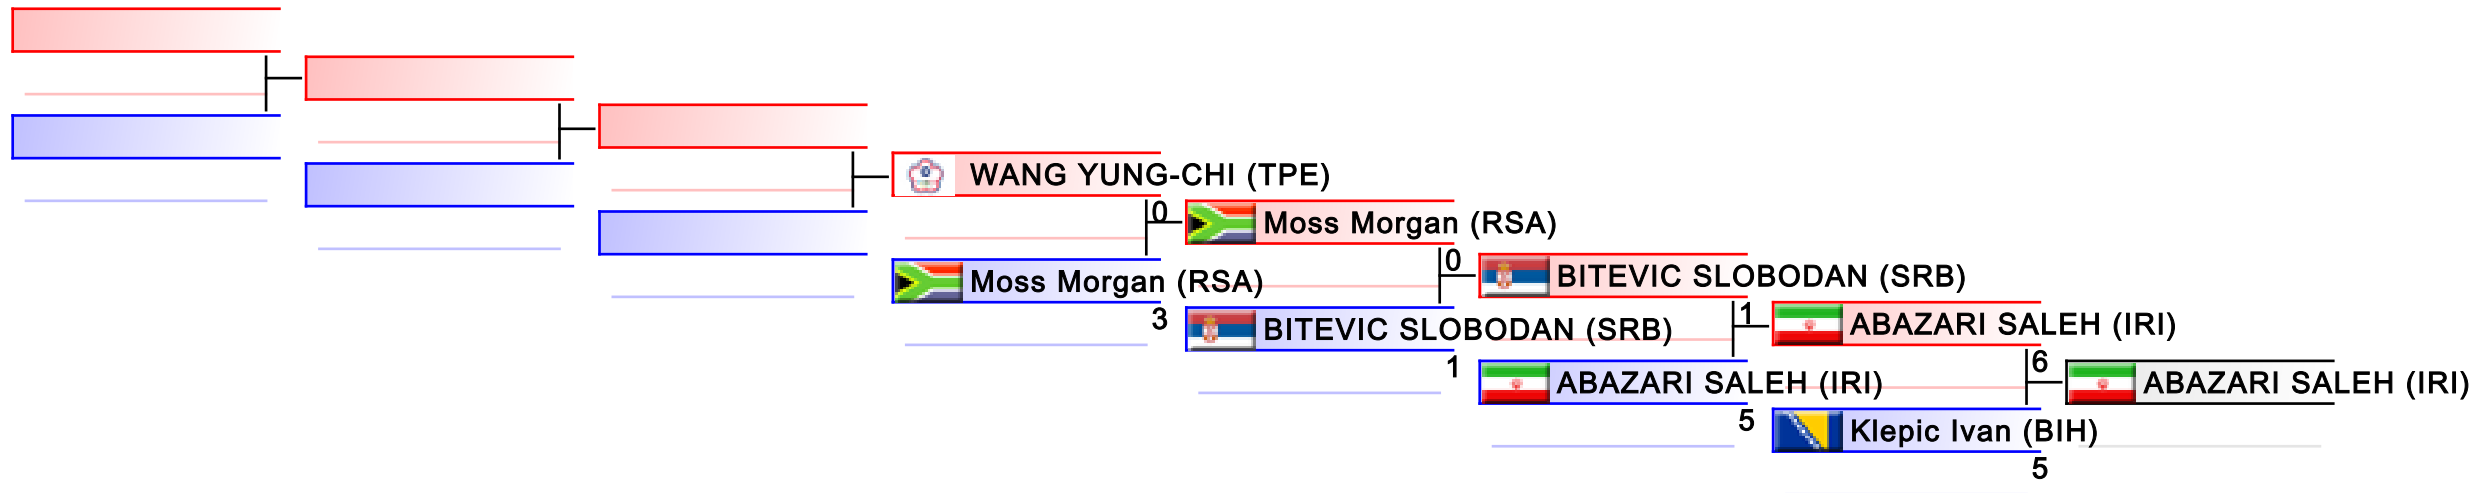 WANG YUNG-CHI (TPE)
0
Moss Morgan (RSA)
3
Moss Morgan (RSA)
0
BITEVIC SLOBODAN (SRB)
1
BITEVIC SLOBODAN (SRB)
1
ABAZARI SALEH (IRI)
5
ABAZARI SALEH (IRI)
6
Klepic Ivan (BIH)
5
ABAZARI SALEH (IRI)